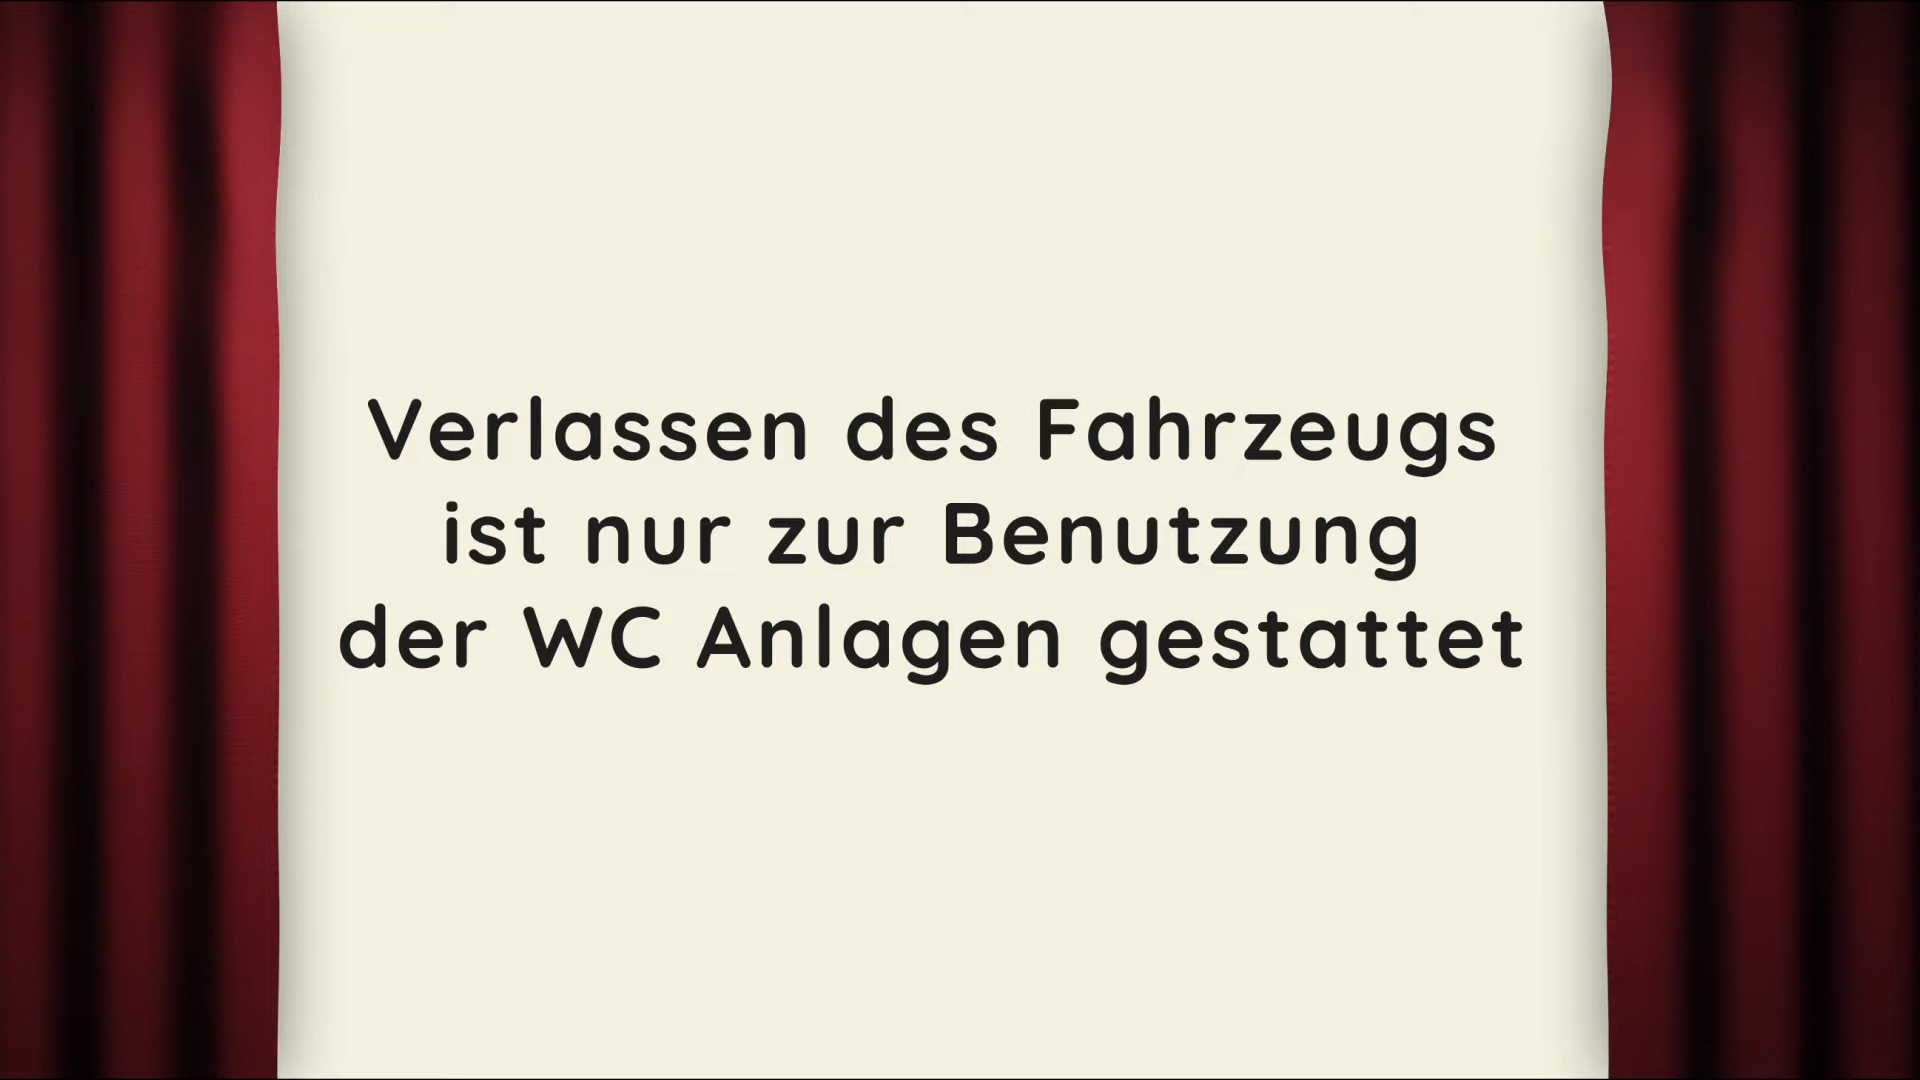 Verlassen des Fahrzeugs
ist nur zur Benutzung
der WC Anlagen gestattet